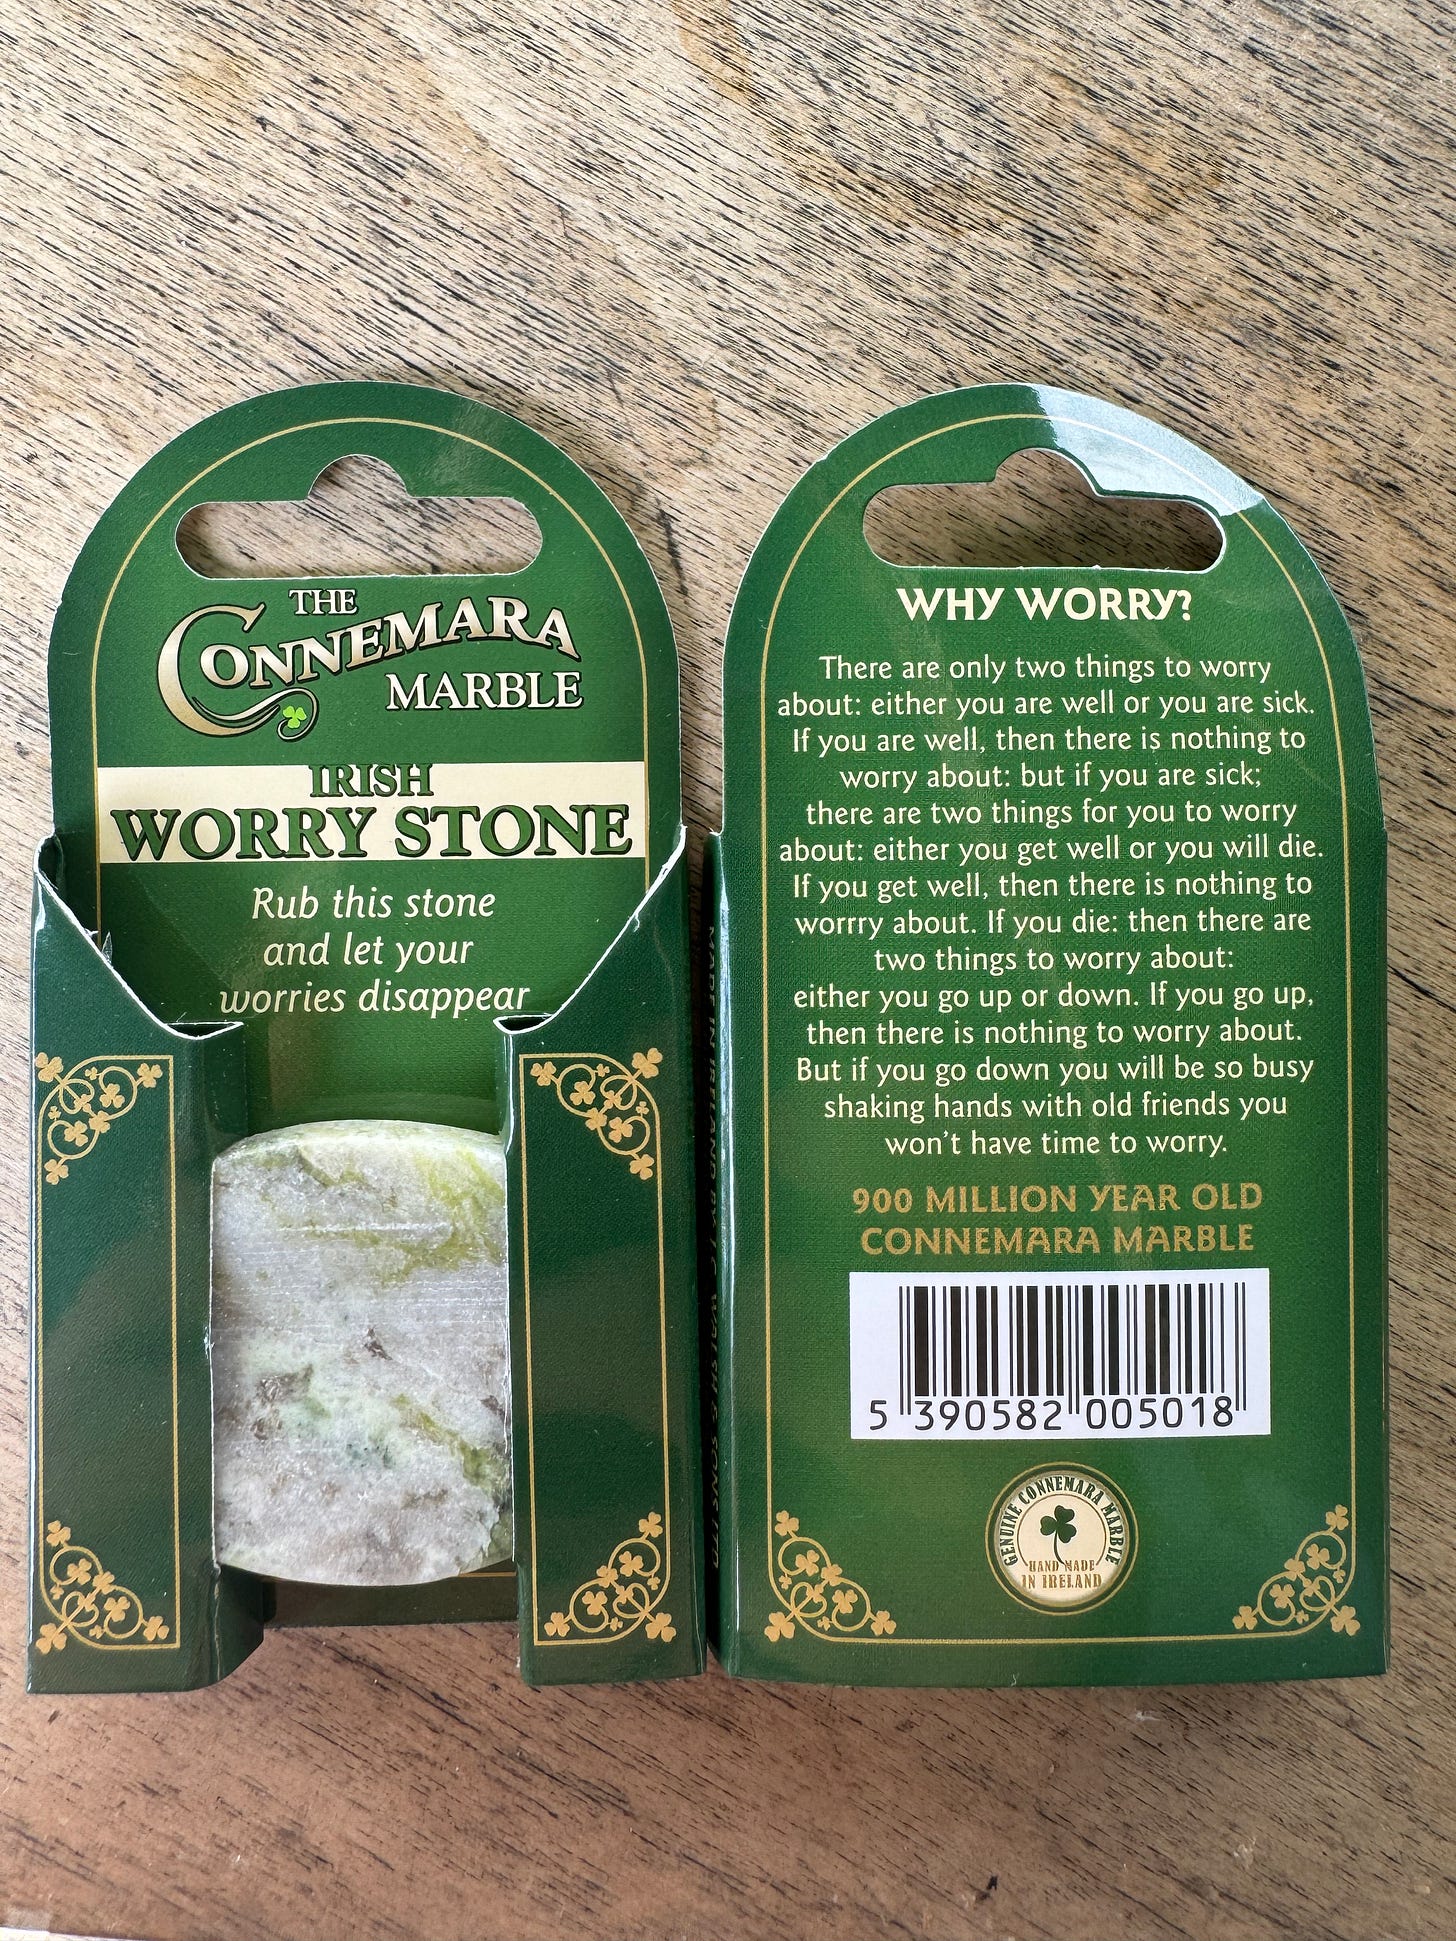 THE
CONNEMARA
MARBLE
IRISH
WORRY STONE
Rub this stone
and let your
worries disappear
MADE IN IRELAND BY J.C. WALSH & SONS LTD
WHY WORRY?
There are only two things to worry
about: either you are well or you are sick.
If you are well, then there is nothing to
worry about: but if you are sick;
there are two things for you to worry
about: either you get well or you will die.
If you get well, then there is nothing to
worrry about. If you die: then there are
two things to worry about:
either you go up or down. If you go up,
then there is nothing to worry about.
But if you go down you will be so busy
shaking hands with old friends you
won't have time to worry.
900 MILLION YEAR OLD
CONNEMARA MARBLE
5 390582 005018
GENUINE CONNEMARA MARBLE
HAND MADE
IN IRELAND